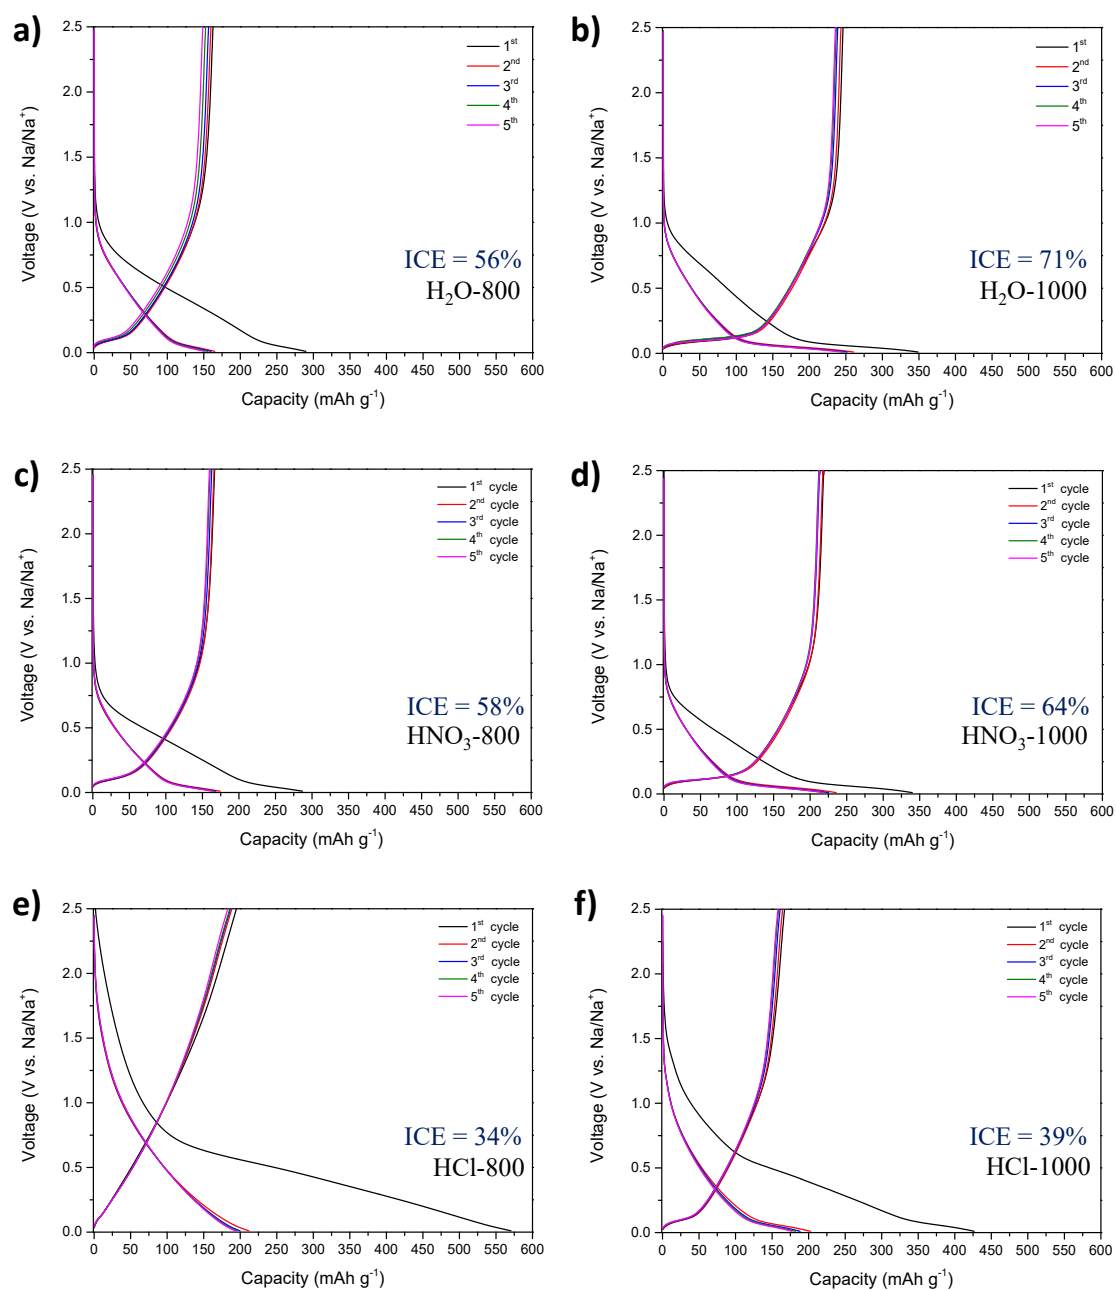 a)
2.5
2.0
1.5
1.0
0.5
0.0
Voltage (V vs. Na/Na⁺)
1ˢᵗ
2ⁿᵈ
3ʳᵈ
4ᵗʰ
5ᵗʰ
ICE = 56%
H₂O-800
0 50 100 150 200 250 300 350 400 450 500 550 600
Capacity (mAh g⁻¹)
b)
2.5
2.0
1.5
1.0
0.5
0.0
Voltage (V vs. Na/Na⁺)
1ˢᵗ
2ⁿᵈ
3ʳᵈ
4ᵗʰ
5ᵗʰ
ICE = 71%
H₂O-1000
0 50 100 150 200 250 300 350 400 450 500 550 600
Capacity (mAh g⁻¹)
c)
2.5
2.0
1.5
1.0
0.5
0.0
Voltage (V vs. Na/Na⁺)
1ˢᵗ cycle
2ⁿᵈ cycle
3ʳᵈ cycle
4ᵗʰ cycle
5ᵗʰ cycle
ICE = 58%
HNO₃-800
0 50 100 150 200 250 300 350 400 450 500 550 600
Capacity (mAh g⁻¹)
d)
2.5
2.0
1.5
1.0
0.5
0.0
Voltage (V vs. Na/Na⁺)
1ˢᵗ cycle
2ⁿᵈ cycle
3ʳᵈ cycle
4ᵗʰ cycle
5ᵗʰ cycle
ICE = 64%
HNO₃-1000
0 50 100 150 200 250 300 350 400 450 500 550 600
Capacity (mAh g⁻¹)
e)
2.5
2.0
1.5
1.0
0.5
0.0
Voltage (V vs. Na/Na⁺)
1ˢᵗ cycle
2ⁿᵈ cycle
3ʳᵈ cycle
4ᵗʰ cycle
5ᵗʰ cycle
ICE = 34%
HCl-800
0 50 100 150 200 250 300 350 400 450 500 550 600
Capacity (mAh g⁻¹)
f)
2.5
2.0
1.5
1.0
0.5
0.0
Voltage (V vs. Na/Na⁺)
1ˢᵗ cycle
2ⁿᵈ cycle
3ʳᵈ cycle
4ᵗʰ cycle
5ᵗʰ cycle
ICE = 39%
HCl-1000
0 50 100 150 200 250 300 350 400 450 500 550 600
Capacity (mAh g⁻¹)